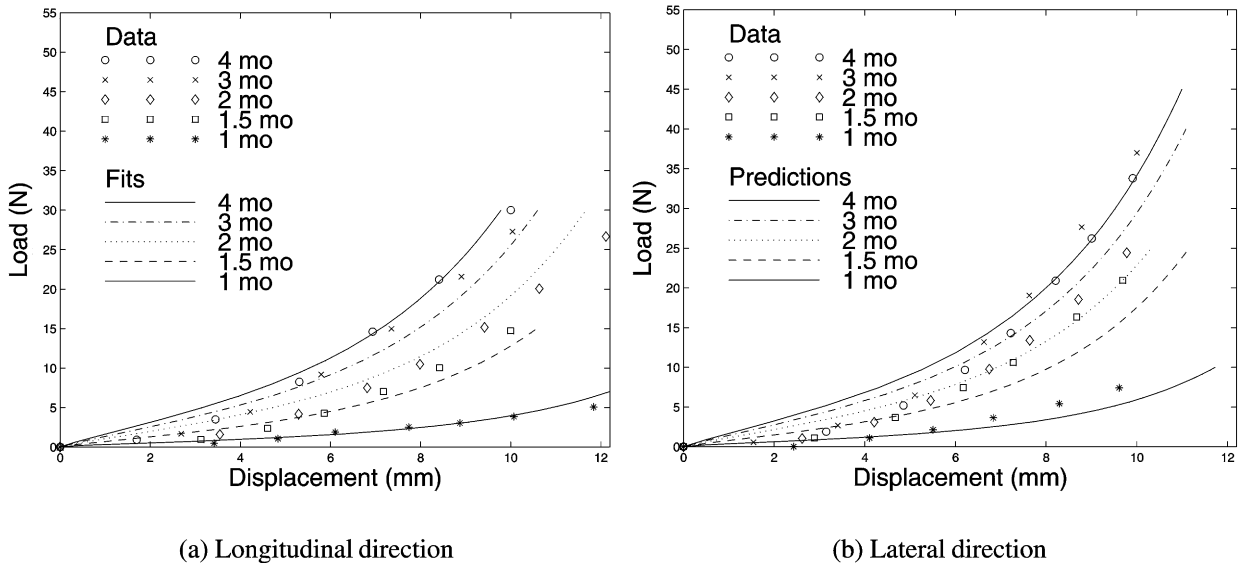 55
50
45
40
35
30
25
20
15
10
5
0
Load (N)
Data
4 mo
3 mo
2 mo
1.5 mo
1 mo
Fits
4 mo
3 mo
2 mo
1.5 mo
1 mo
0 2 4 6 8 10 12
Displacement (mm)
(a) Longitudinal direction
55
50
45
40
35
30
25
20
15
10
5
0
Load (N)
Data
4 mo
3 mo
2 mo
1.5 mo
1 mo
Predictions
4 mo
3 mo
2 mo
1.5 mo
1 mo
0 2 4 6 8 10 12
Displacement (mm)
(b) Lateral direction